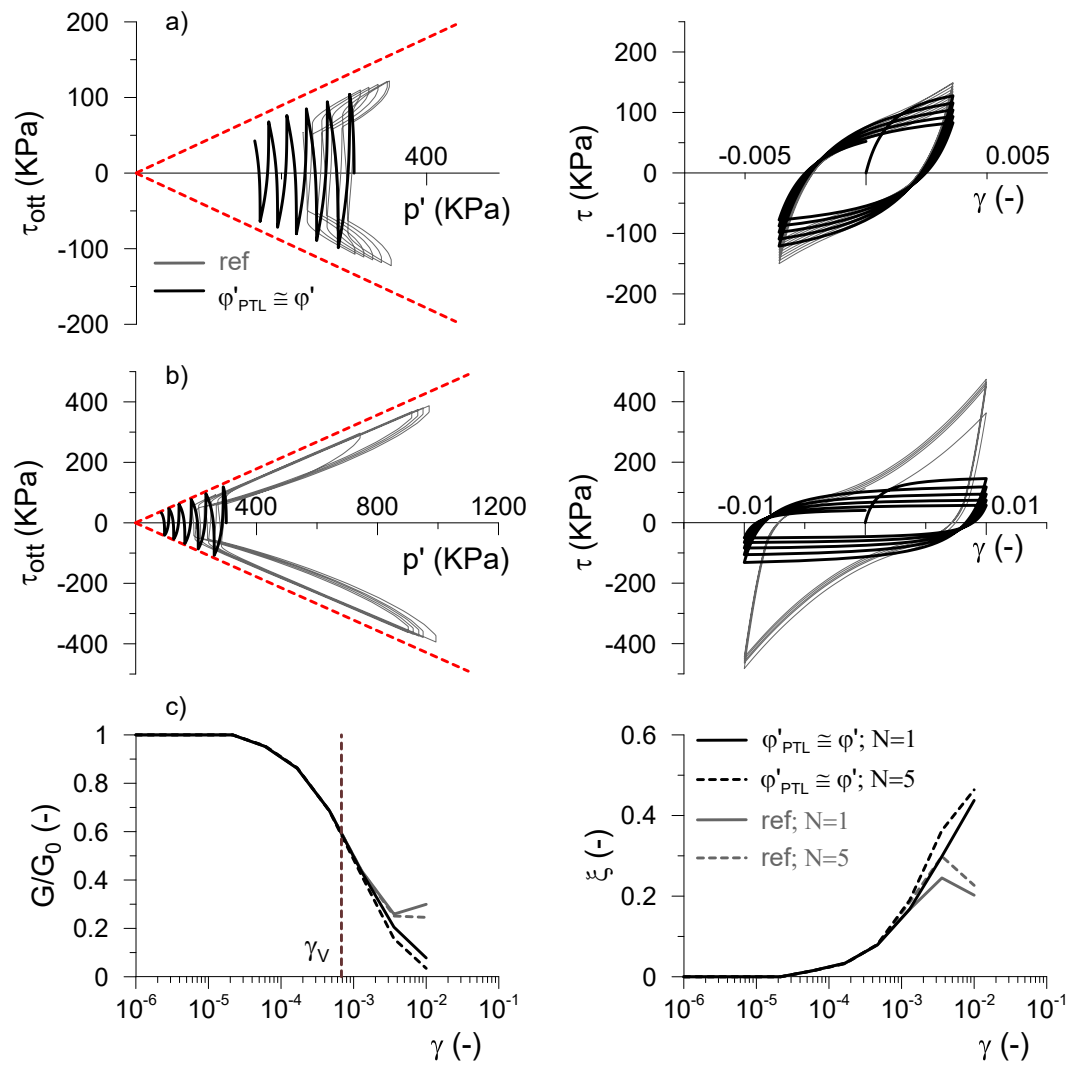 a)
200
100
0
-100
-200
τott (KPa)
400
p' (KPa)
ref
φ'PTL ≅ φ'
200
100
0
-100
-200
τ (KPa)
-0.005
0.005
γ (-)
b)
400
200
0
-200
-400
τott (KPa)
400
800
1200
p' (KPa)
400
200
0
-200
-400
τ (KPa)
-0.01
0.01
γ (-)
c)
1
0.8
0.6
0.4
0.2
0
G/G0 (-)
γV
10-6
10-5
10-4
10-3
10-2
10-1
γ (-)
0.6
0.4
0.2
0
ξ (-)
φ'PTL ≅ φ'; N=1
φ'PTL ≅ φ'; N=5
ref; N=1
ref; N=5
10-6
10-5
10-4
10-3
10-2
10-1
γ (-)